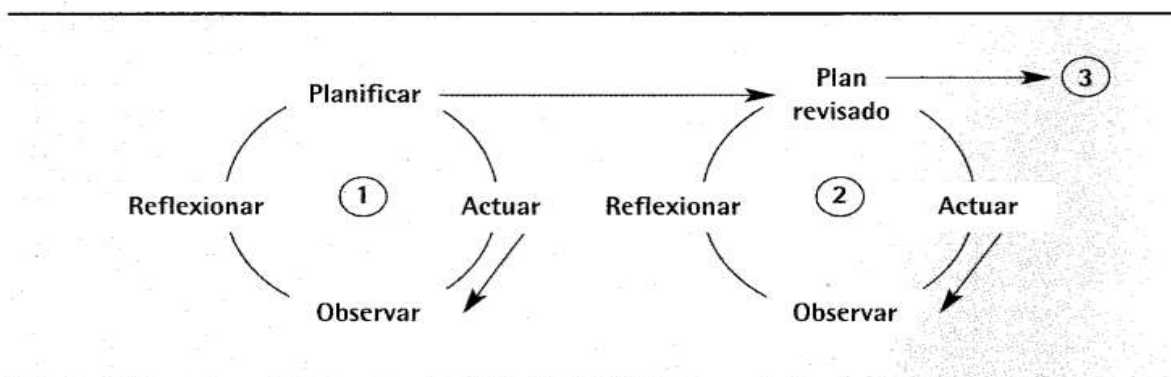 Planificar
Plan
revisado
3
Reflexionar
1
Actuar
Reflexionar
2
Actuar
Observar
Observar